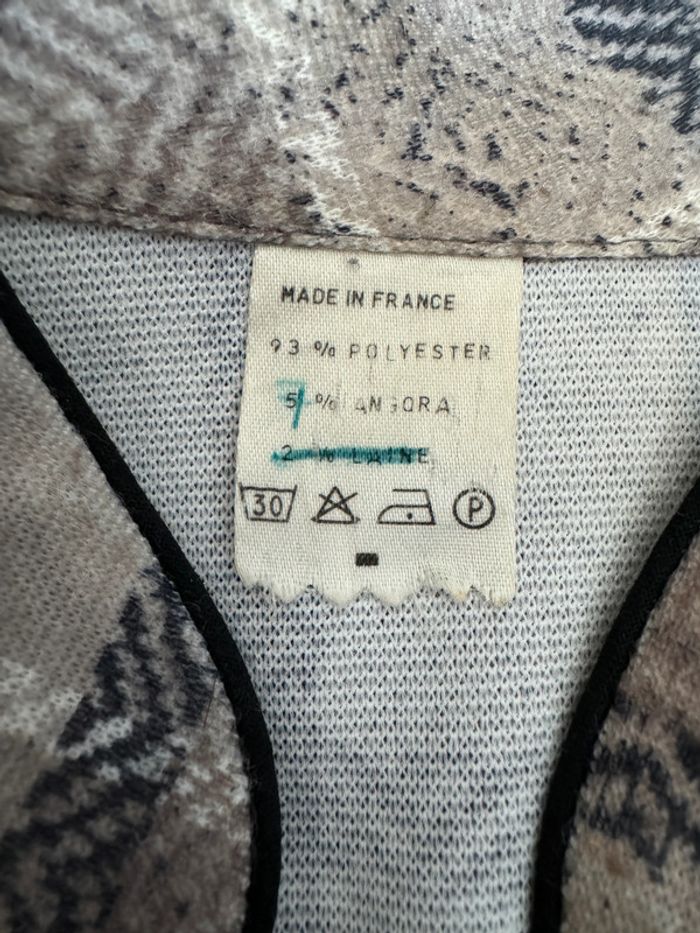 MADE IN FRANCE
93 % POLYESTER
5 % ANGORA
2 % LAINE
30
P